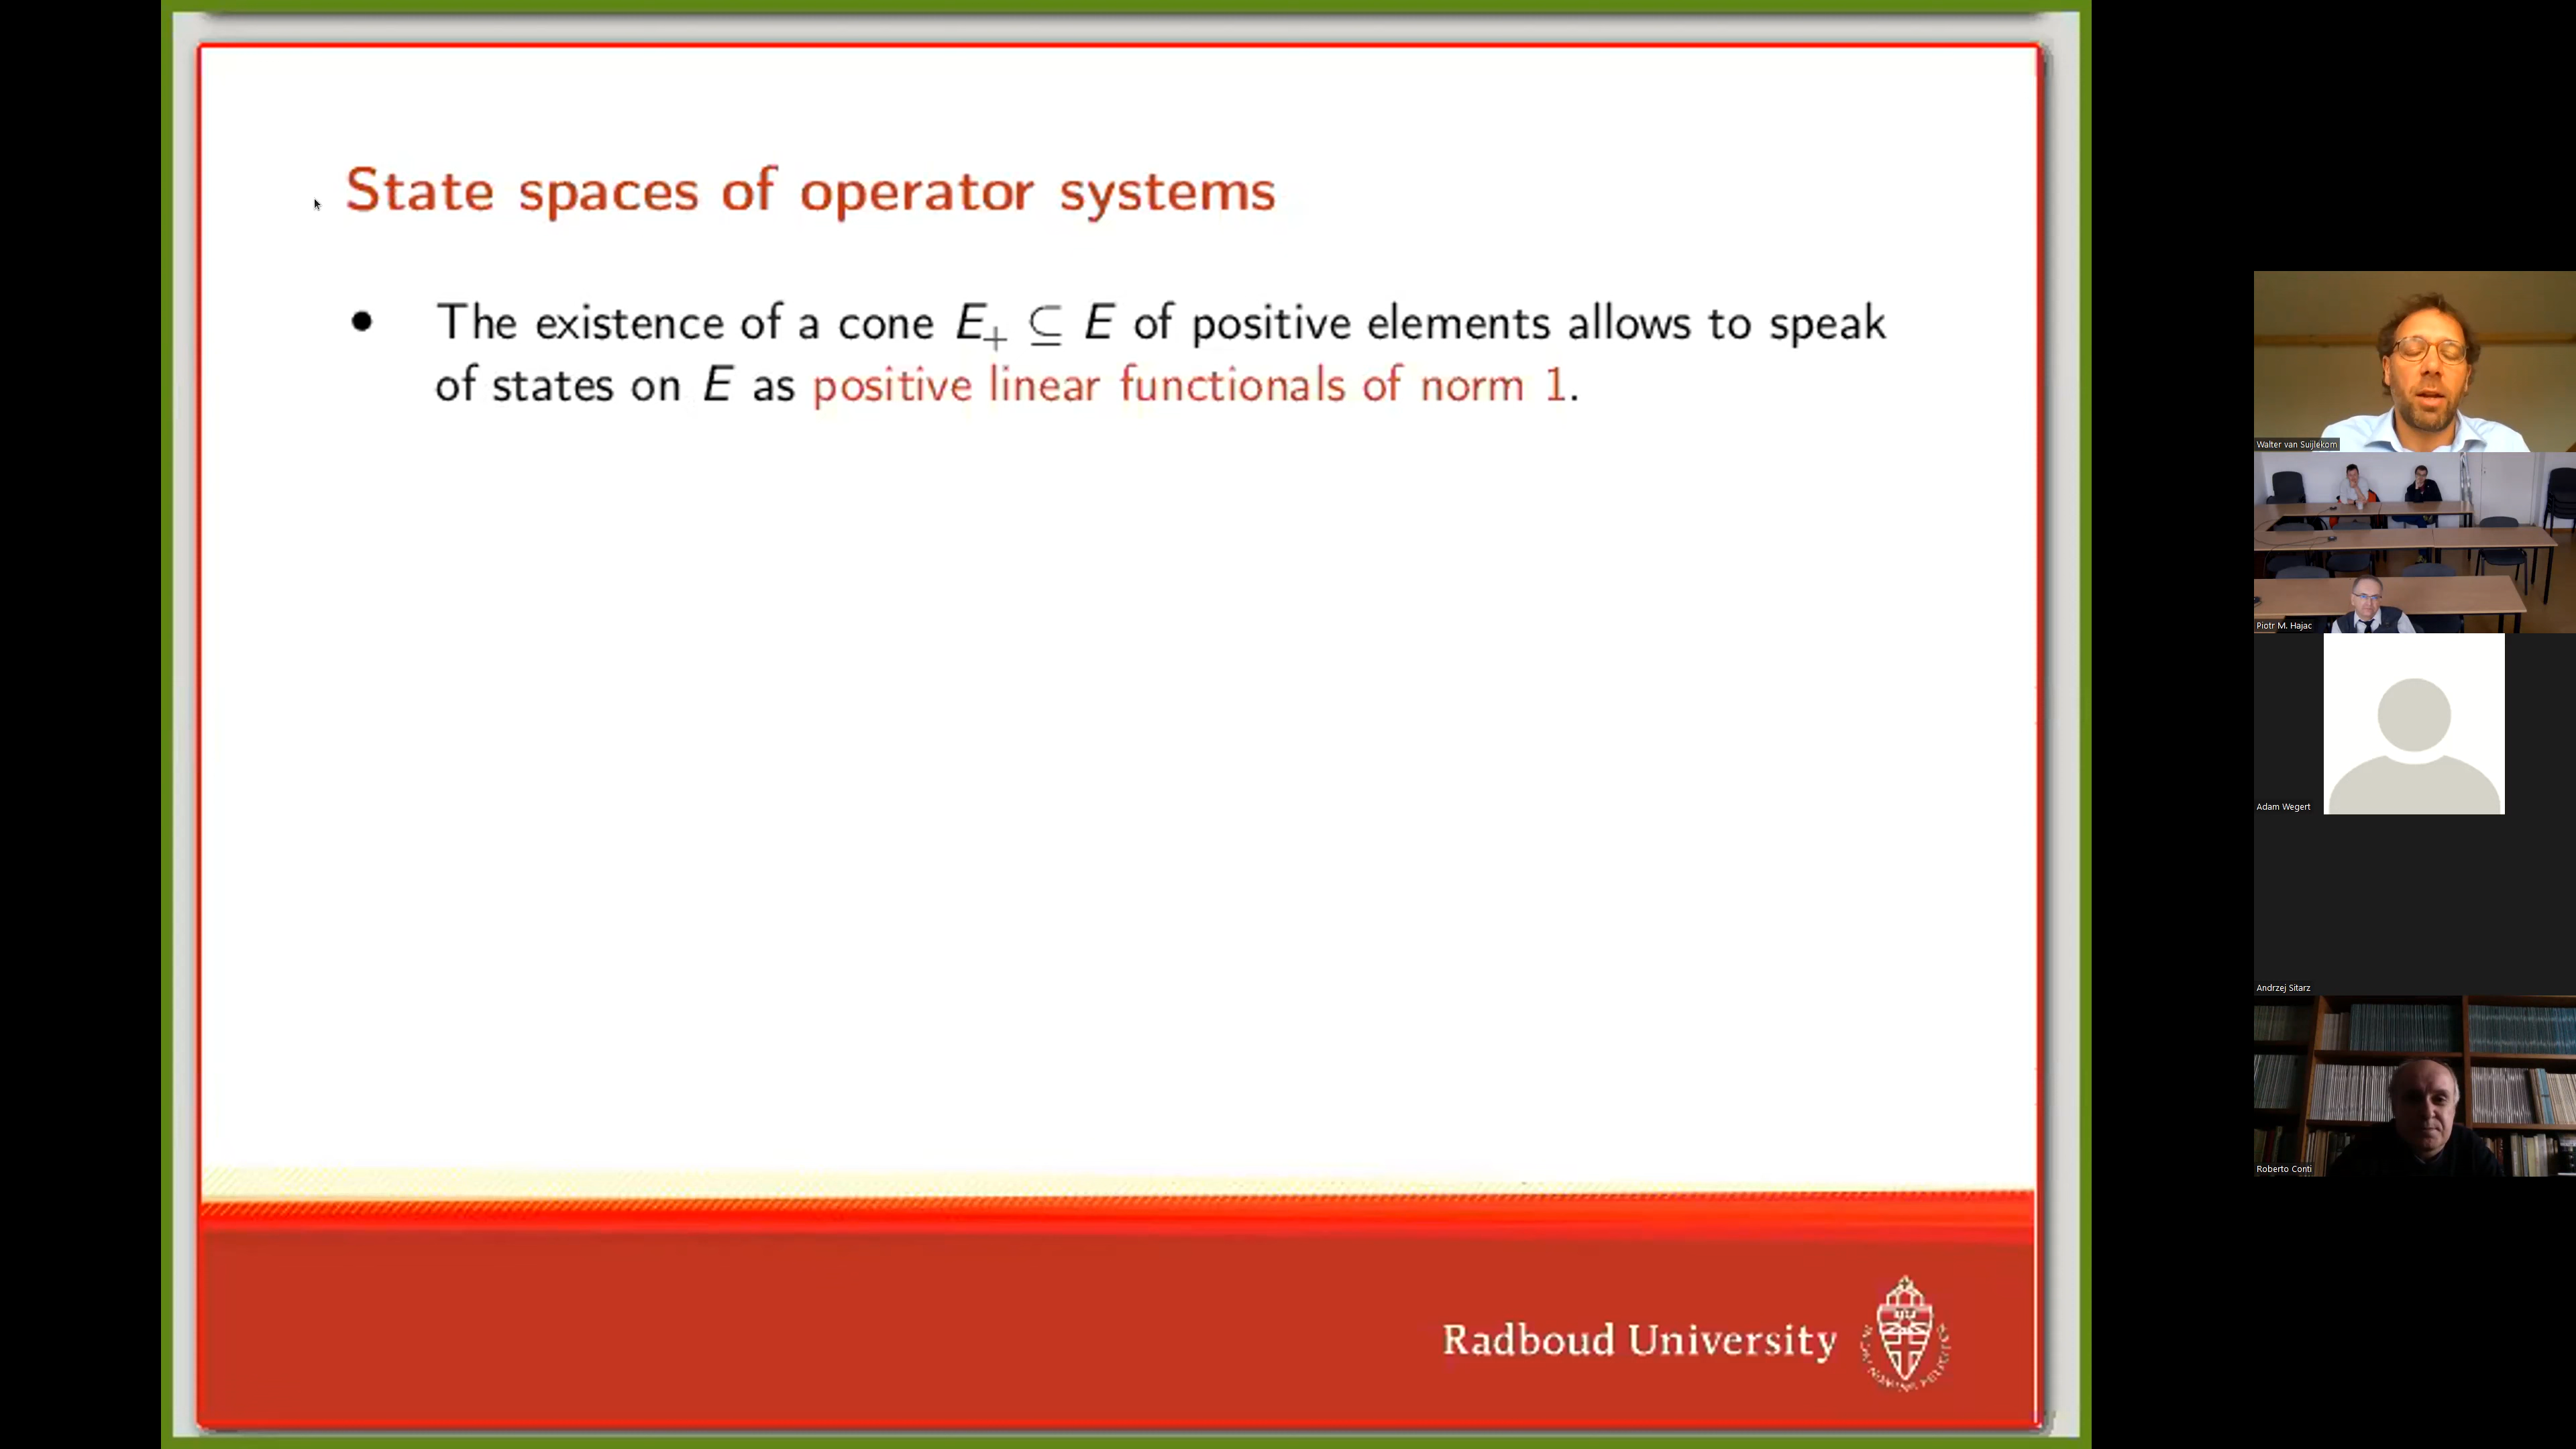 State spaces of operator systems
• The existence of a cone E₊ ⊆ E of positive elements allows to speak
of states on E as positive linear functionals of norm 1.
Radboud University
Walter van Suijlekom
Piotr M. Hajac
Adam Wegert
Andrzej Sitarz
Roberto Conti